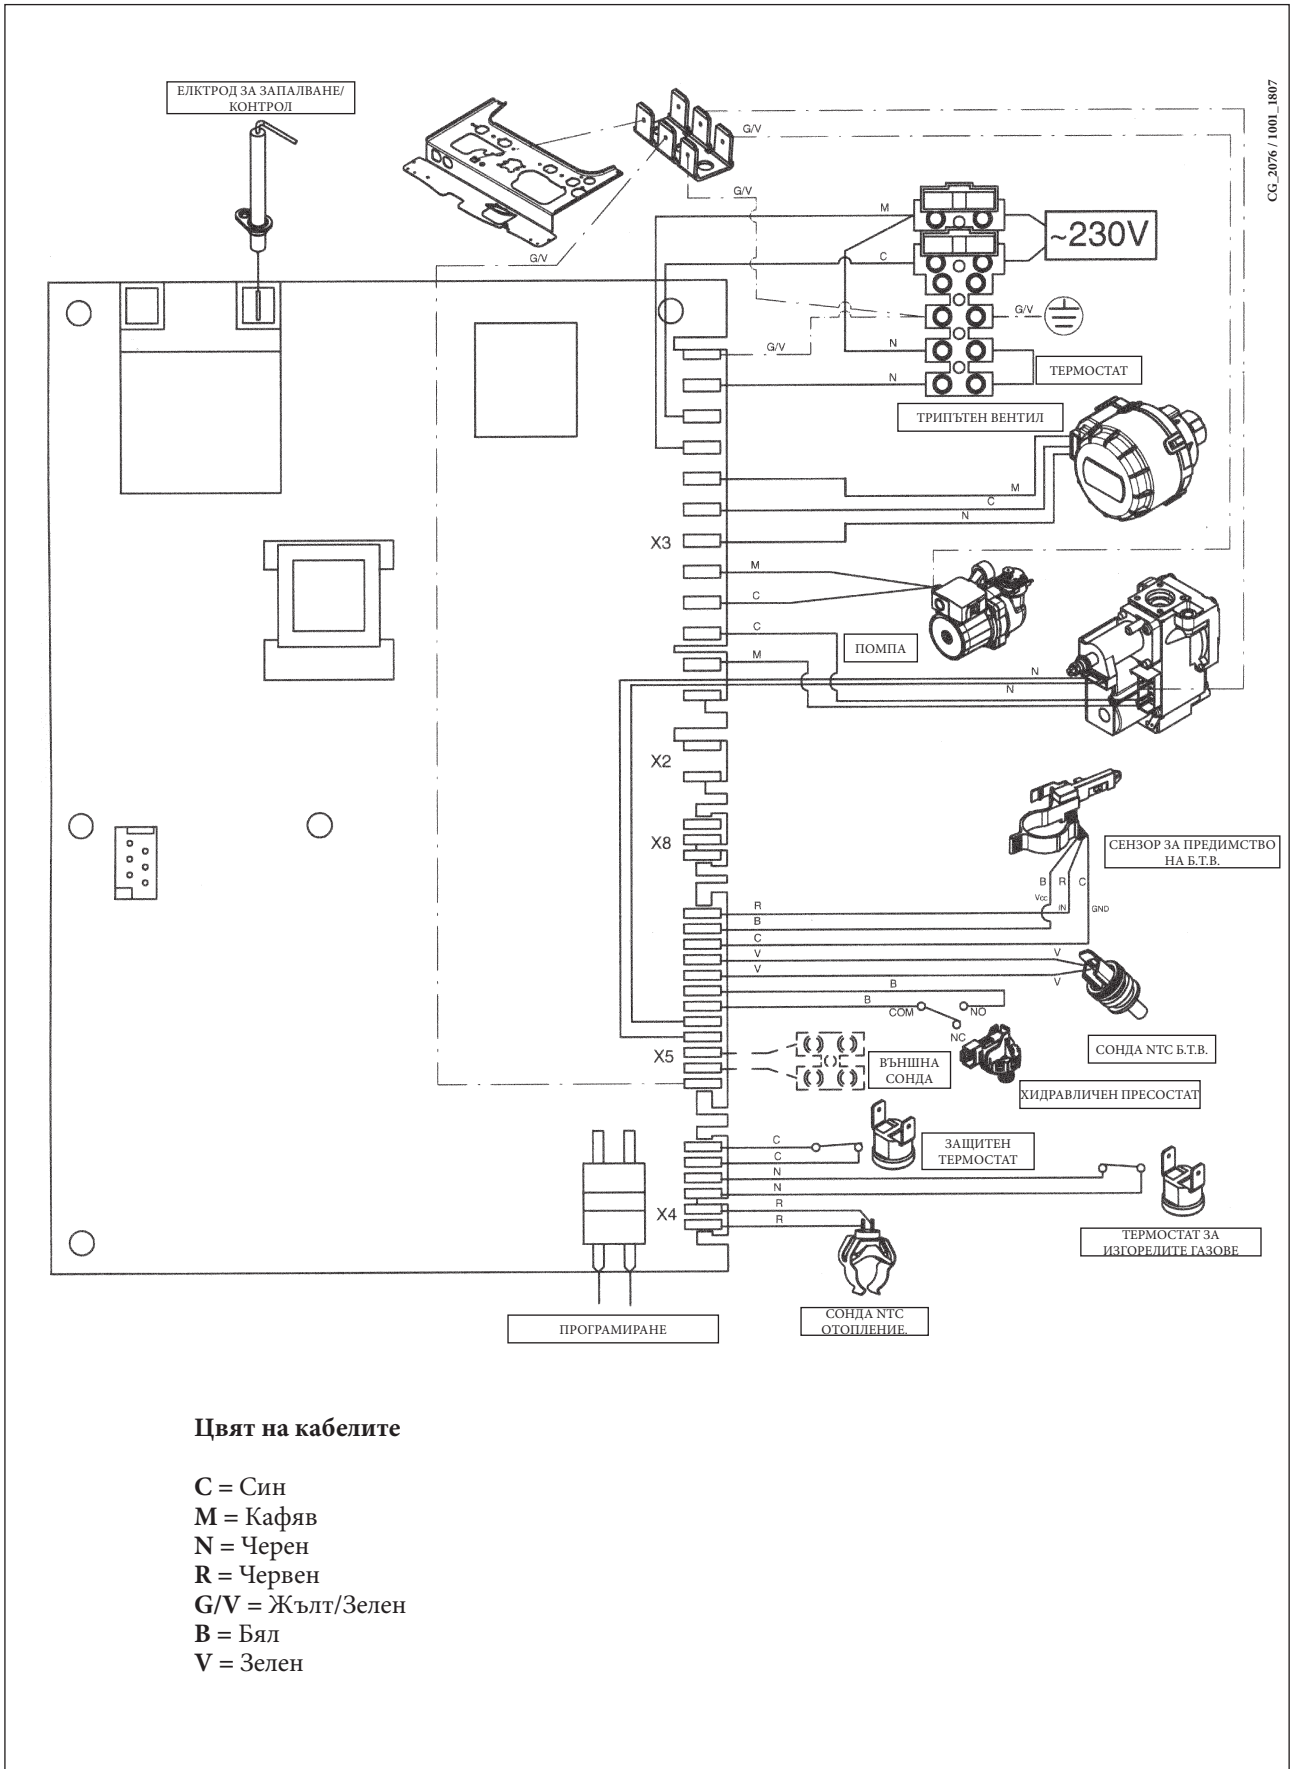 CG_2076 / 1001_1807
ЕЛКТРОД ЗА ЗАПАЛВАНЕ/
КОНТРОЛ
G/V
G/V
G/V
M
~230V
C
G/V
G/V
N
ТЕРМОСТАТ
N
ТРИПЪТЕН ВЕНТИЛ
M
C
N
X3
M
C
C
ПОМПА
M
N
N
X2
X8
СЕНЗОР ЗА ПРЕДИМСТВО
НА Б.Т.В.
B R C
Vcc IN GND
R
B
C
V V
V V
B
B
COM NO
NC
СОНДА NTC Б.Т.В.
X5
ВЪНШНА
СОНДА
ХИДРАВЛИЧЕН ПРЕСОСТАТ
C
C
ЗАЩИТЕН
ТЕРМОСТАТ
N
N
X4
R
R
ТЕРМОСТАТ ЗА
ИЗГОРЕЛИТЕ ГАЗОВЕ
СОНДА NTC
ОТОПЛЕНИЕ.
ПРОГРАМИРАНЕ
Цвят на кабелите
C = Син
M = Кафяв
N = Черен
R = Червен
G/V = Жълт/Зелен
B = Бял
V = Зелен